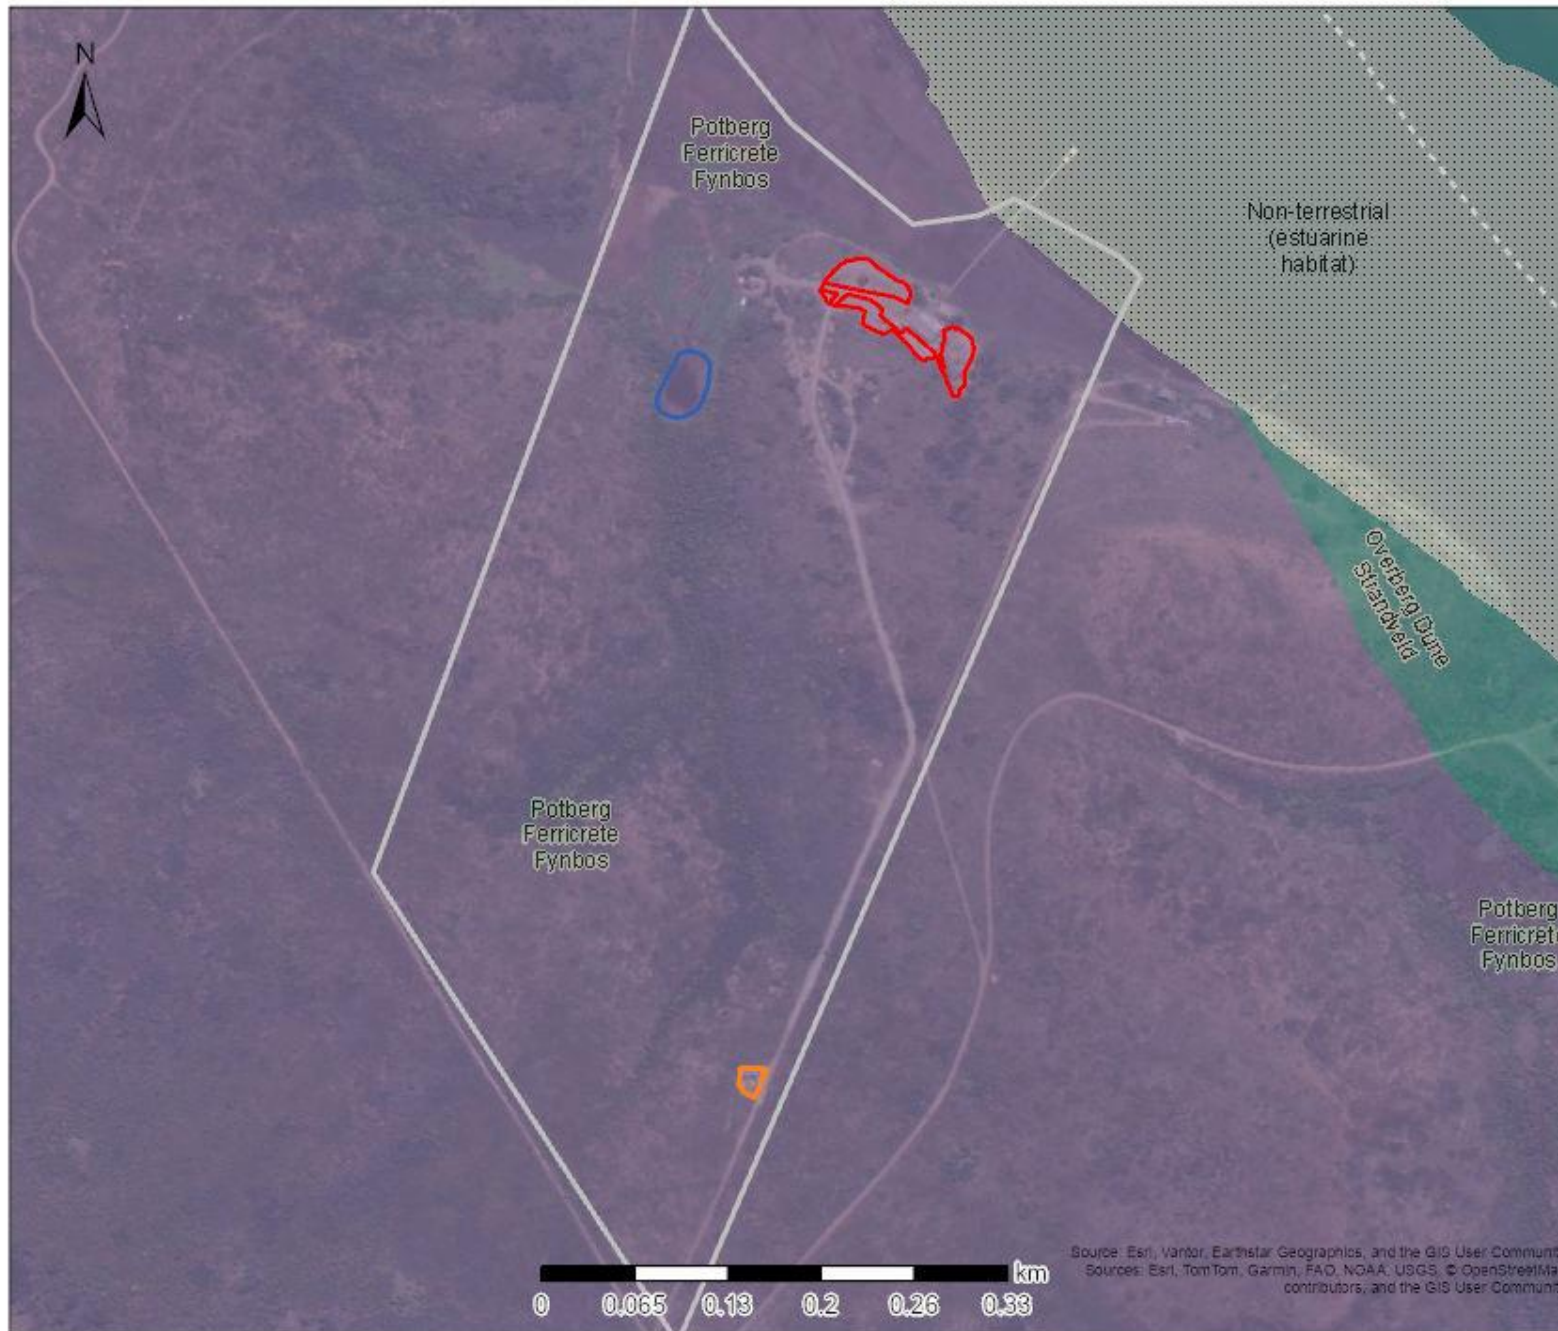 N
Potberg
Ferricrete
Fynbos
Non-terrestrial
(estuarine
habitat)
Overberg Dune
Strandveld
Potberg
Ferricrete
Fynbos
Potberg
Ferricrete
Fynbos
km
0 0.065 0.13 0.2 0.26 0.33
Source: Esri, Vantor, Earthstar Geographics, and the GIS User Communit
Sources: Esri, TomTom, Garmin, FAO, NOAA, USGS, © OpenStreetMa
contributors, and the GIS User Communit